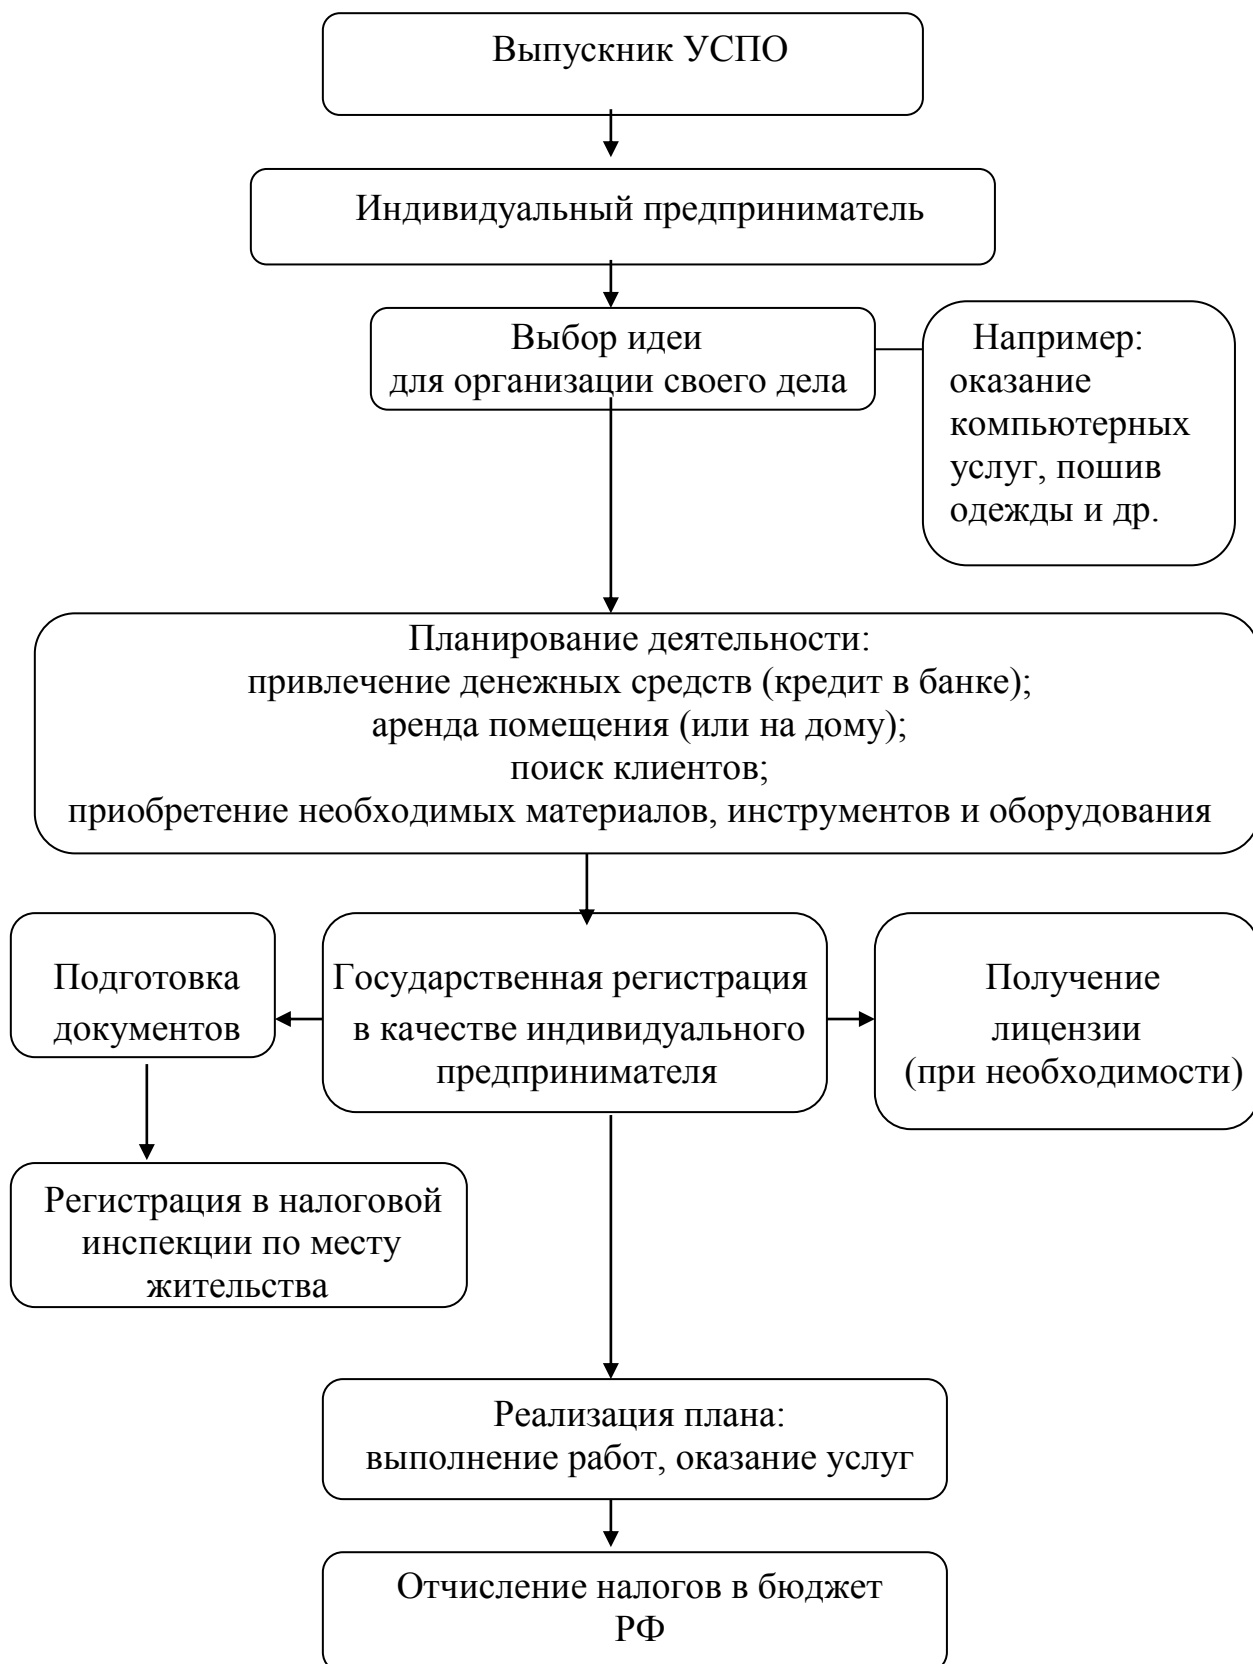 Выпускник УСПО
Индивидуальный предприниматель
Выбор идеи
для организации своего дела
Например:
оказание
компьютерных
услуг, пошив
одежды и др.
Планирование деятельности:
привлечение денежных средств (кредит в банке);
аренда помещения (или на дому);
поиск клиентов;
приобретение необходимых материалов, инструментов и оборудования
Подготовка
документов
Государственная регистрация
в качестве индивидуального
предпринимателя
Получение
лицензии
(при необходимости)
Регистрация в налоговой
инспекции по месту
жительства
Реализация плана:
выполнение работ, оказание услуг
Отчисление налогов в бюджет
РФ